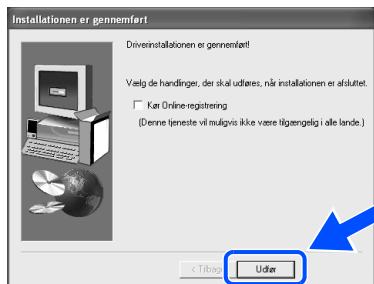 Installationen er gennemført
Driverinstallationen er gennemført!
Vælg de handlinger, der skal udføres, når installationen er afsluttet.
Kør Online-registrering
(Denne tjeneste vil muligvis ikke være tilgængelig i alle lande.)
< Tilbage
Udfør